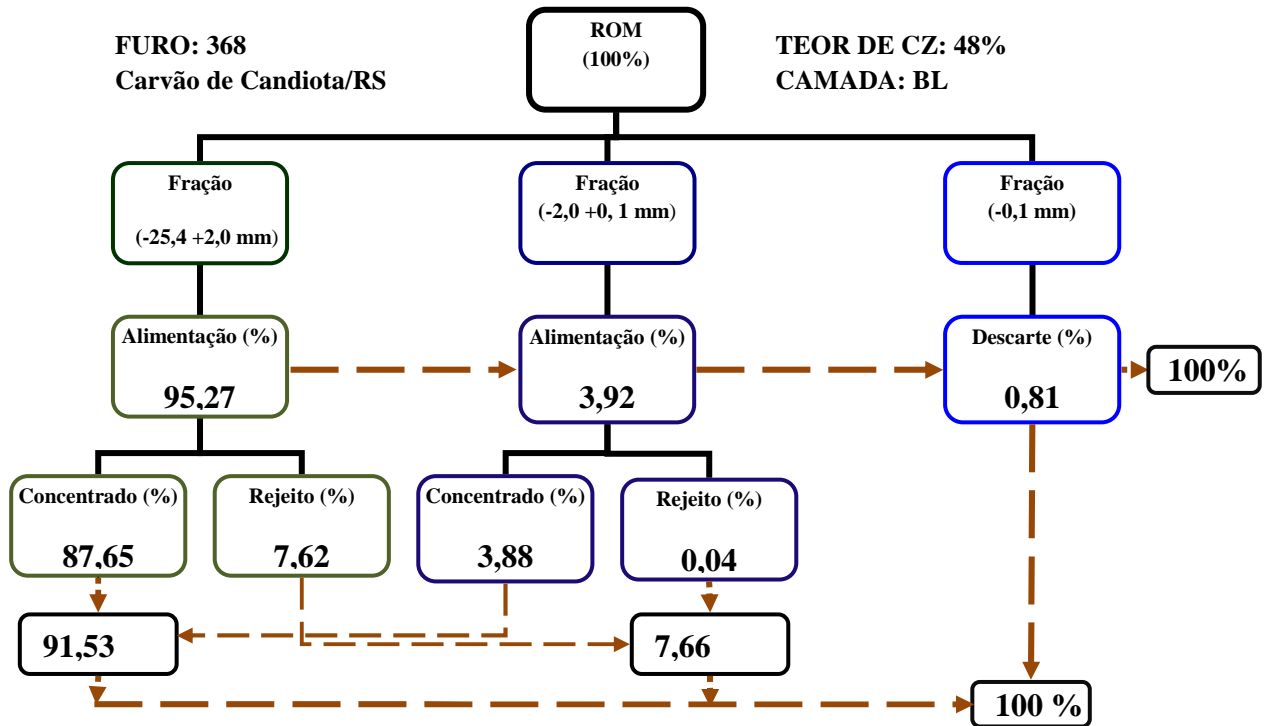 FURO: 368
Carvão de Candiota/RS
ROM
(100%)
TEOR DE CZ: 48%
CAMADA: BL
Fração
(-25,4 +2,0 mm)
Fração
(-2,0 +0, 1 mm)
Fração
(-0,1 mm)
Alimentação (%)
95,27
Alimentação (%)
3,92
Descarte (%)
0,81
100%
Concentrado (%)
87,65
Rejeito (%)
7,62
Concentrado (%)
3,88
Rejeito (%)
0,04
91,53
7,66
100 %